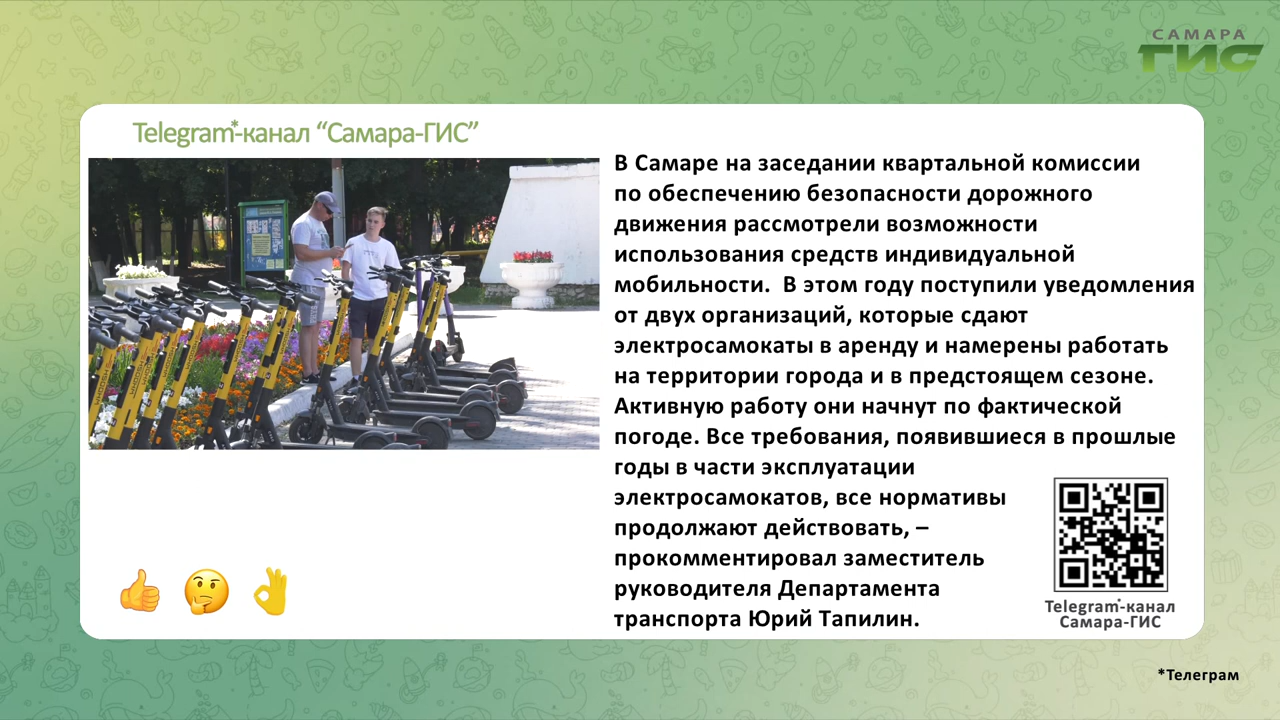 САМАРА
ГИС
Telegram*-канал “Самара-ГИС”
В Самаре на заседании квартальной комиссии
по обеспечению безопасности дорожного
движения рассмотрели возможности
использования средств индивидуальной
мобильности. В этом году поступили уведомления
от двух организаций, которые сдают
электросамокаты в аренду и намерены работать
на территории города и в предстоящем сезоне.
Активную работу они начнут по фактической
погоде. Все требования, появившиеся в прошлые
годы в части эксплуатации
электросамокатов, все нормативы
продолжают действовать, –
прокомментировал заместитель
руководителя Департамента
транспорта Юрий Тапилин.
Telegram*-канал
Самара-ГИС
*Телеграм